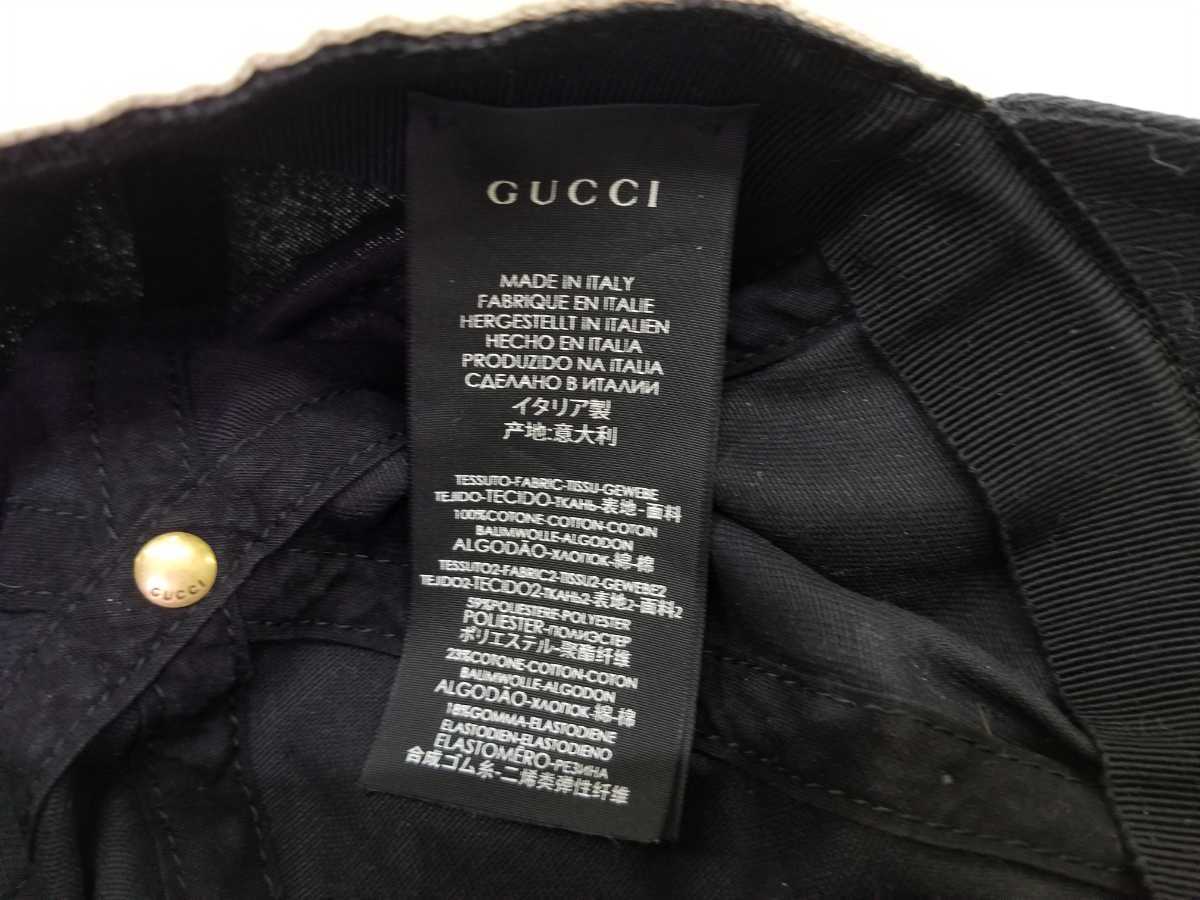 GUCCI
MADE IN ITALY
FABRIQUE EN ITALIE
HERGESTELLT IN ITALIEN
HECHO EN ITALIA
PRODUZIDO NA ITALIA
СДЕЛАНО В ИТАЛИИ
イタリア製
产地:意大利
TESSUTO-FABRIC-TISSU-GEWEBE
TEJIDO-TECIDO-ТКАНЬ-表地-面料
100%COTONE-COTTON-COTON
BAUMWOLLE-ALGODON
ALGODÃO-ХЛОПОК-綿-棉
TESSUTO2-FABRIC2-TISSU2-GEWEBE2
TEJIDO2-TECIDO2-ТКАНЬ2-表地2-面料2
59%POLIESTERE-POLYESTER
POLIESTER-ПОЛИЭСТЕР
ポリエステル-聚酯纤维
23%COTONE-COTTON-COTON
BAUMWOLLE-ALGODON
ALGODÃO-ХЛОПОК-綿-棉
18%GOMMA-ELASTODIENE
ELASTODIEN-ELASTODIENO
ELASTOMÉRO-РЕЗИНА
合成ゴム糸-二烯类弹性纤维
GUCCI